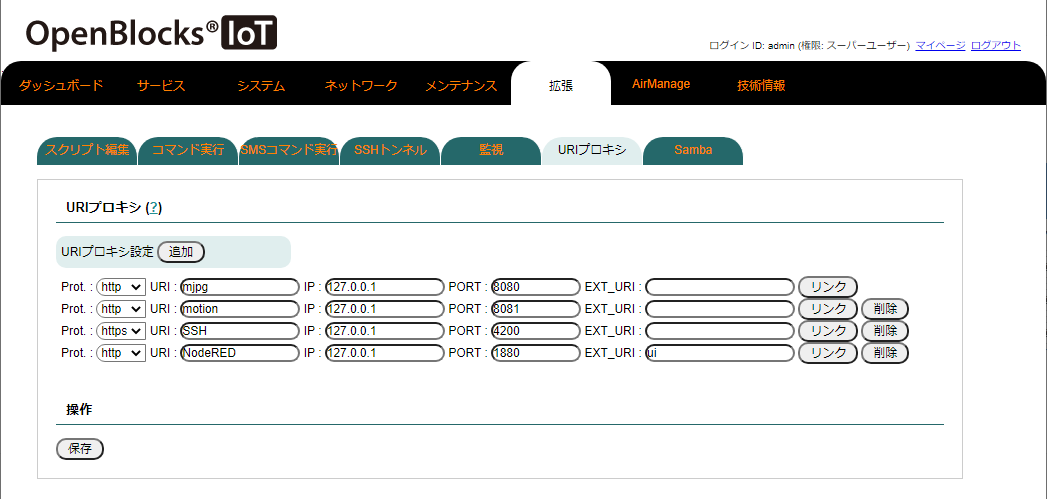 OpenBlocks® IoT
ログイン ID: admin (権限: スーパーユーザー) マイページ ログアウト
ダッシュボード サービス システム ネットワーク メンテナンス 拡張 AirManage 技術情報
スクリプト編集 コマンド実行 SMSコマンド実行 SSHトンネル 監視 URIプロキシ Samba
URIプロキシ (?)
URIプロキシ設定 追加
Prot. : http URI : mjpg IP : 127.0.0.1 PORT : 8080 EXT_URI : リンク
Prot. : http URI : motion IP : 127.0.0.1 PORT : 8081 EXT_URI : リンク 削除
Prot. : https URI : SSH IP : 127.0.0.1 PORT : 4200 EXT_URI : リンク 削除
Prot. : http URI : NodeRED IP : 127.0.0.1 PORT : 1880 EXT_URI : ui リンク 削除
操作
保存